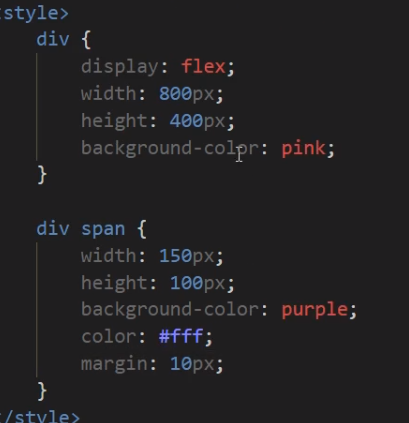 <style>
div {
display: flex;
width: 800px;
height: 400px;
background-color: pink;
}
div span {
width: 150px;
height: 100px;
background-color: purple;
color: #fff;
margin: 10px;
}
</style>